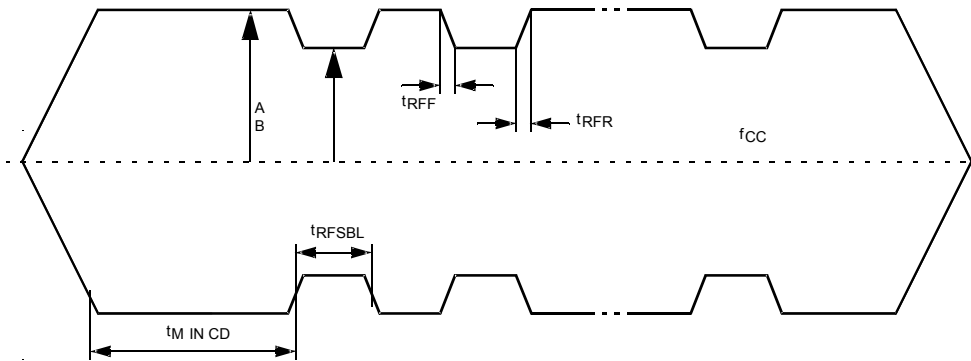 A
B
tRFF
tRFR
fCC
tRFSBL
tM IN CD